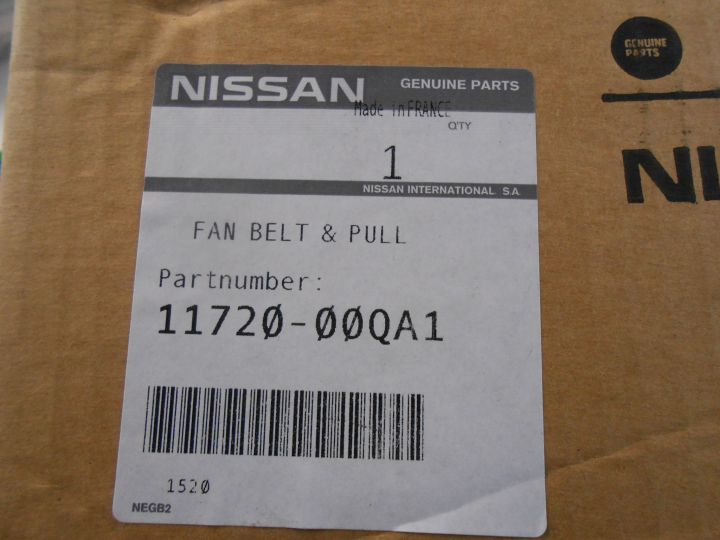 GENUINE
PARTS
NI
NISSAN GENUINE PARTS
Made in FRANCE
Q'TY
1
NISSAN INTERNATIONAL S.A
FAN BELT & PULL
Partnumber:
11720-00QA1
1520
NEGB2